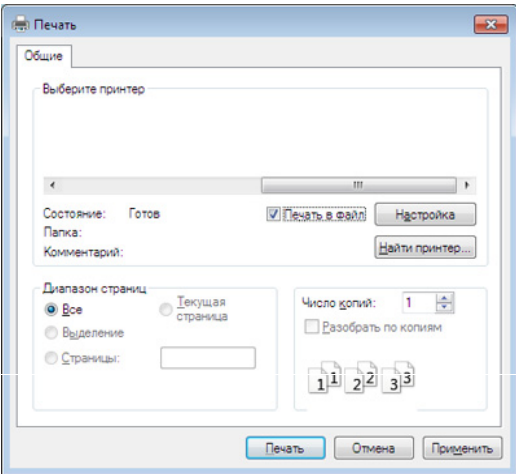 Печать
Общие
Выберите принтер
Состояние: Готов
Печать в файл
Настройка
Папка:
Комментарий:
Найти принтер...
Диапазон страниц
Все
Текущая страница
Выделение
Страницы:
Число копий: 1
Разобрать по копиям
1 1 2 2 3 3
Печать
Отмена
Применить